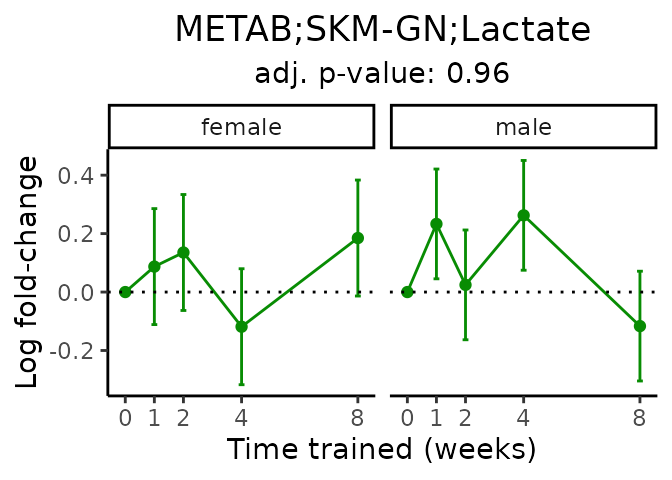 METAB;SKM-GN;Lactate
adj. p-value: 0.96
female
male
Log fold-change
0.4
0.2
0.0
-0.2
0 1 2 4 8
0 1 2 4 8
Time trained (weeks)